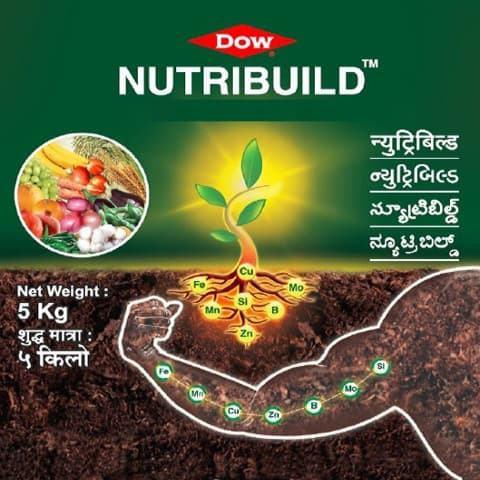 Dow
NUTRIBUILD™
न्युट्रिबिल्ड
ન્યુટ્રિબિલ્ડ
న్యూట్రిబిల్డ్
ನ್ಯೂಟ್ರಿಬಿಲ್ಡ್
Cu
Fe
Mo
Si
Mn
B
Zn
Net Weight :
5 Kg
शुद्ध मात्रा :
५ किलो
Fe
Mn
Cu
Zn
B
Mo
Si